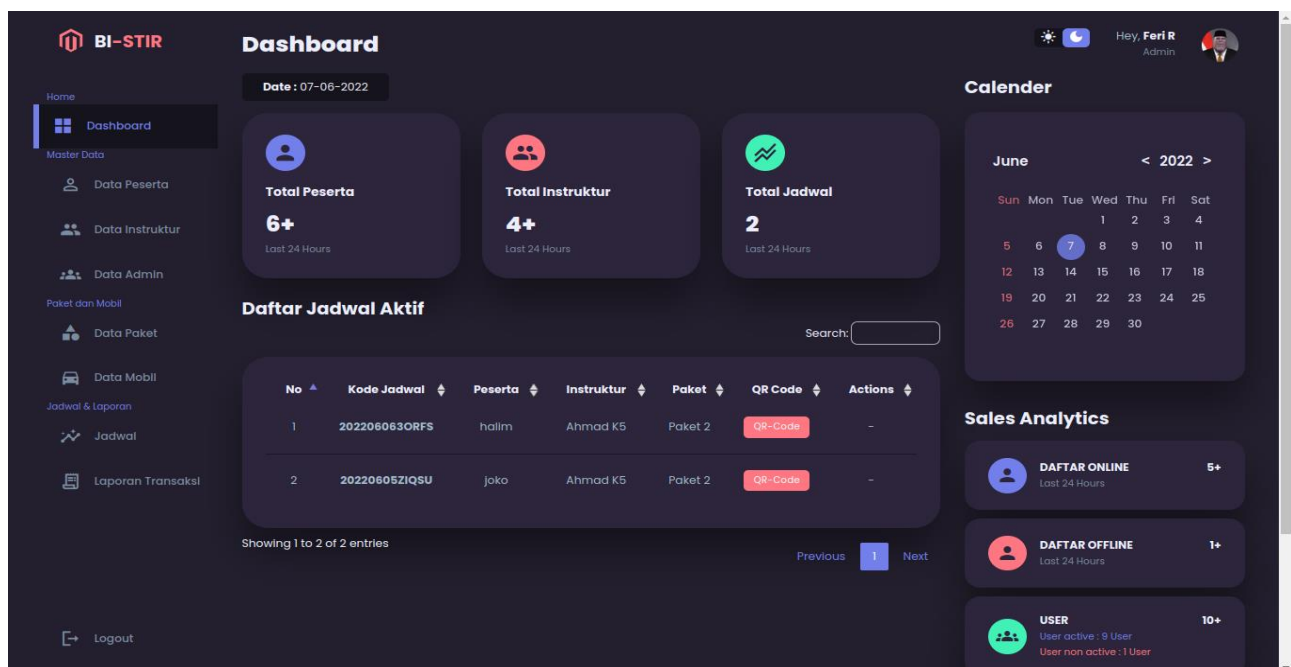 BI-STIR
Home
Dashboard
Master Data
Data Peserta
Data Instruktur
Data Admin
Paket dan Mobil
Data Paket
Data Mobil
Jadwal & Laporan
Jadwal
Laporan Transaksi
Logout
Dashboard
Date : 07-06-2022
Total Peserta
6+
Last 24 Hours
Total Instruktur
4+
Last 24 Hours
Total Jadwal
2
Last 24 Hours
Daftar Jadwal Aktif
Search:
No Kode Jadwal Peserta Instruktur Paket QR Code Actions
1 202206063ORFS halim Ahmad K5 Paket 2 QR-Code -
2 20220605ZIQSU joko Ahmad K5 Paket 2 QR-Code -
Showing 1 to 2 of 2 entries
Previous 1 Next
Hey, Feri R
Admin
Calender
June < 2022 >
Sun Mon Tue Wed Thu Fri Sat
1 2 3 4
5 6 7 8 9 10 11
12 13 14 15 16 17 18
19 20 21 22 23 24 25
26 27 28 29 30
Sales Analytics
DAFTAR ONLINE 5+
Last 24 Hours
DAFTAR OFFLINE 1+
Last 24 Hours
USER 10+
User active : 9 User
User non active : 1 User